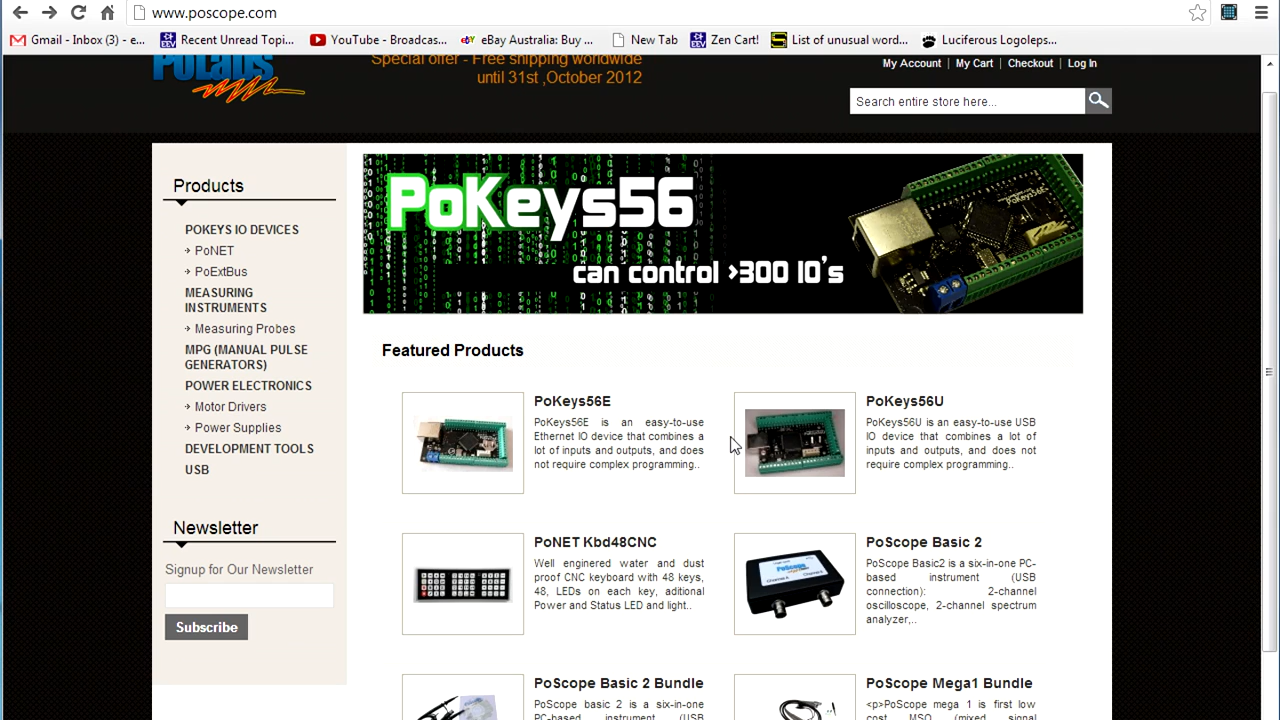 www.poscope.com
Gmail - Inbox (3) - e...
Recent Unread Topi...
YouTube - Broadcas...
eBay Australia: Buy ...
New Tab
Zen Cart!
List of unusual word...
Luciferous Logoleps...
PoLabs
Special offer - Free shipping worldwide
until 31st ,October 2012
My Account | My Cart | Checkout | Log In
Search entire store here...
Products
POKEYS IO DEVICES
PoNET
PoExtBus
MEASURING
INSTRUMENTS
Measuring Probes
MPG (MANUAL PULSE
GENERATORS)
POWER ELECTRONICS
Motor Drivers
Power Supplies
DEVELOPMENT TOOLS
USB
Newsletter
Signup for Our Newsletter
Subscribe
PoKeys56
can control >300 IO's
Featured Products
PoKeys56E
PoKeys56E is an easy-to-use
Ethernet IO device that combines a
lot of inputs and outputs, and does
not require complex programming..
PoKeys56U
PoKeys56U is an easy-to-use USB
IO device that combines a lot of
inputs and outputs, and does not
require complex programming..
PoNET Kbd48CNC
Well enginered water and dust
proof CNC keyboard with 48 keys,
48, LEDs on each key, aditional
Power and Status LED and light..
PoScope Basic 2
PoScope Basic2 is a six-in-one PC-
based instrument (USB
connection): 2-channel
oscilloscope, 2-channel spectrum
analyzer,..
PoScope Basic 2 Bundle
PoScope basic 2 is a six-in-one
PC-based instrument (USB
PoScope Mega1 Bundle
<p>PoScope mega 1 is first low
cost MSO (mixed signal